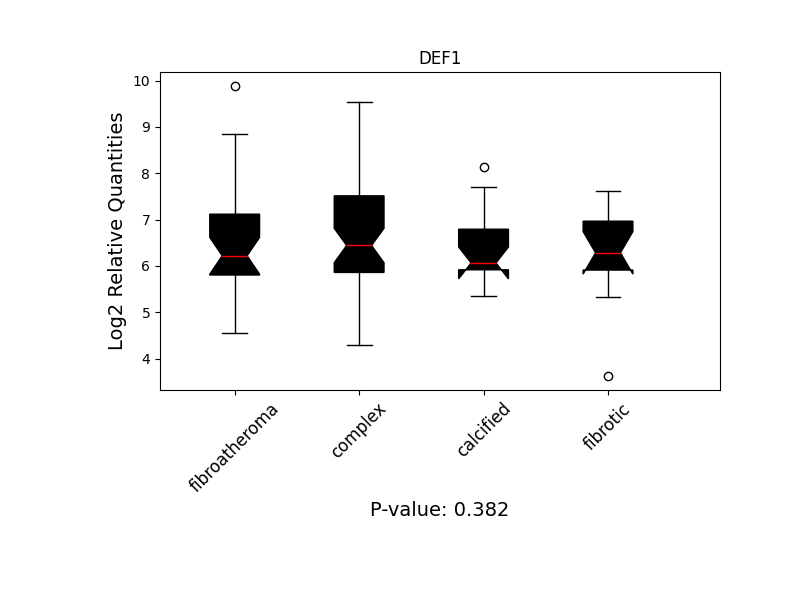 DEF1
Log2 Relative Quantities
10
9
8
7
6
5
4
fibroatheroma
complex
calcified
fibrotic
P-value: 0.382